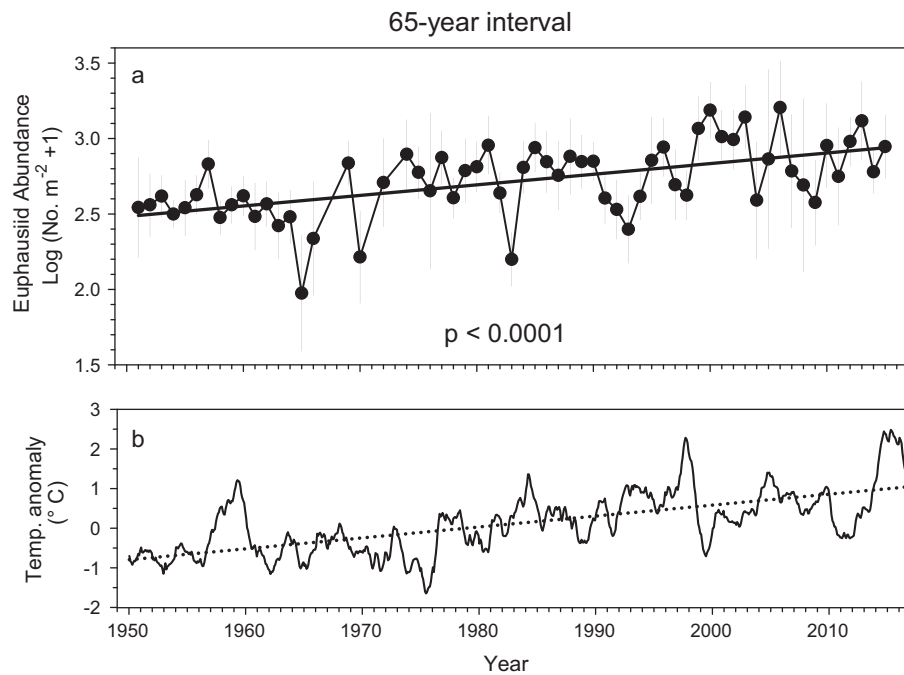 65-year interval
a
Euphausiid Abundance
Log (No. m-2 +1)
3.5
3.0
2.5
2.0
1.5
p < 0.0001
b
Temp. anomaly
(° C)
3
2
1
0
-1
-2
1950 1960 1970 1980 1990 2000 2010
Year